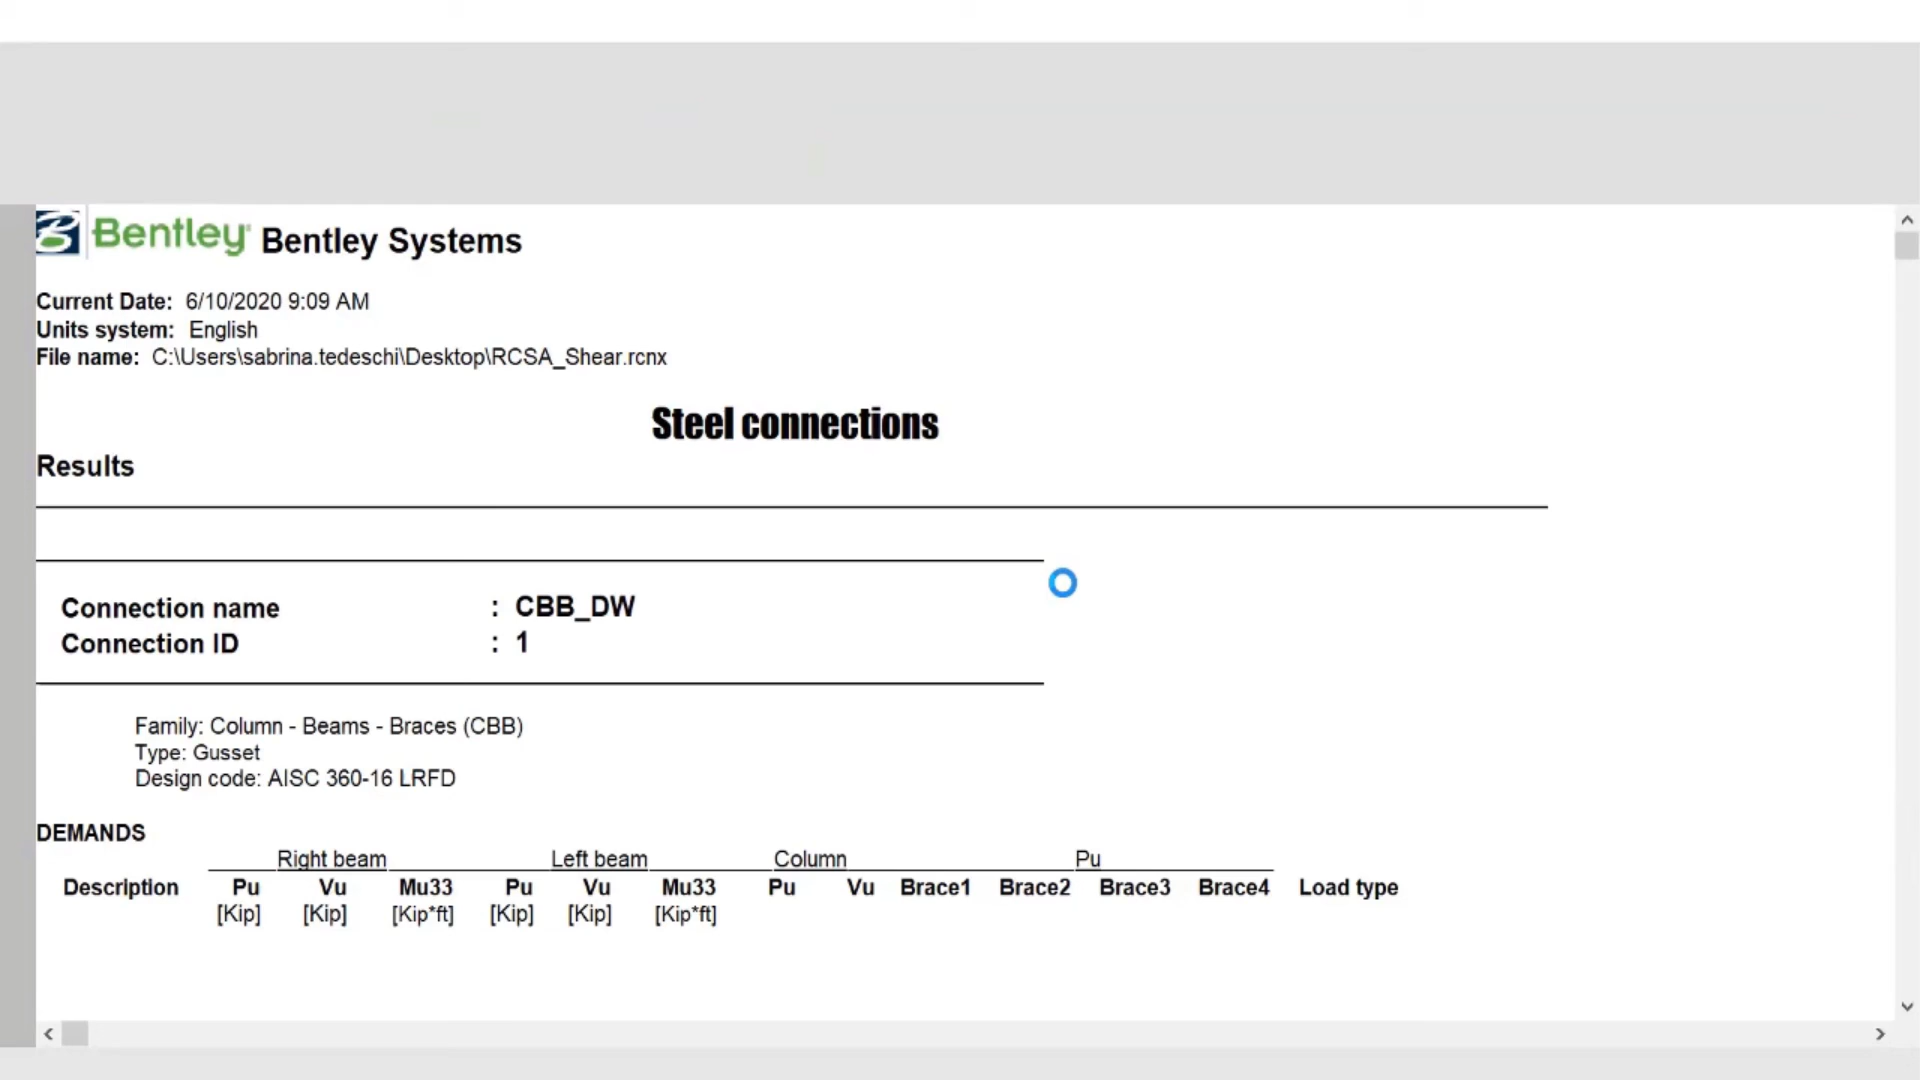 Bentley Bentley Systems
Current Date: 6/10/2020 9:09 AM
Units system: English
File name: C:\Users\sabrina.tedeschi\Desktop\RCSA_Shear.rcnx
Steel connections
Results
Connection name : CBB_DW
Connection ID : 1
Family: Column - Beams - Braces (CBB)
Type: Gusset
Design code: AISC 360-16 LRFD
DEMANDS
Right beam Left beam Column Pu
Description Pu Vu Mu33 Pu Vu Mu33 Pu Vu Brace1 Brace2 Brace3 Brace4 Load type
[Kip] [Kip] [Kip*ft] [Kip] [Kip] [Kip*ft]